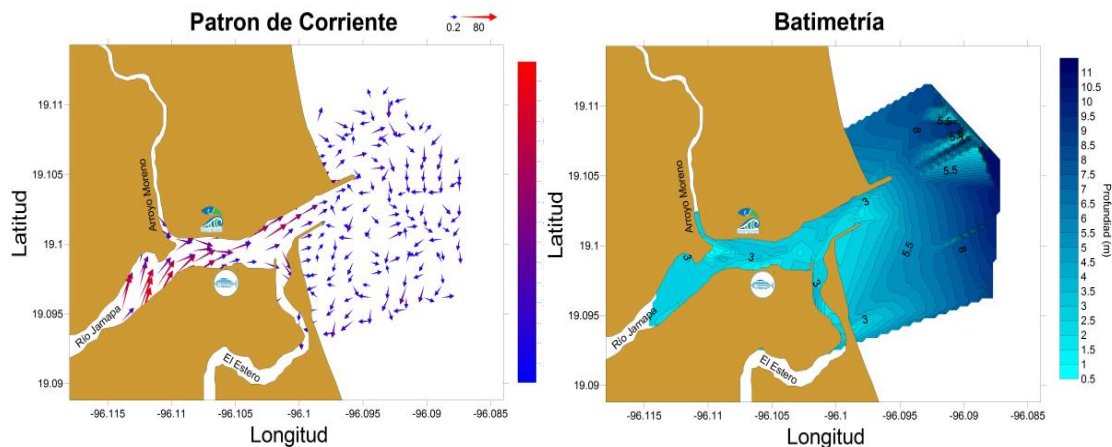 Patron de Corriente
0.2 80
19.11
19.105
19.1
19.095
19.09
Latitud
Arroyo Moreno
Río Jamapa
El Estero
-96.115 -96.11 -96.105 -96.1 -96.095 -96.09 -96.085
Longitud
Batimetría
19.11
19.105
19.1
19.095
19.09
Latitud
Arroyo Moreno
Río Jamapa
El Estero
5.5
8
5.5
5.5
3
3
5.5
8
3
3
3
-96.115 -96.11 -96.105 -96.1 -96.095 -96.09 -96.085
Longitud
11
10.5
10
9.5
9
8.5
8
7.5
7
6.5
6
5.5
5
4.5
4
3.5
3
2.5
2
1.5
1
0.5
Profundiad (m)